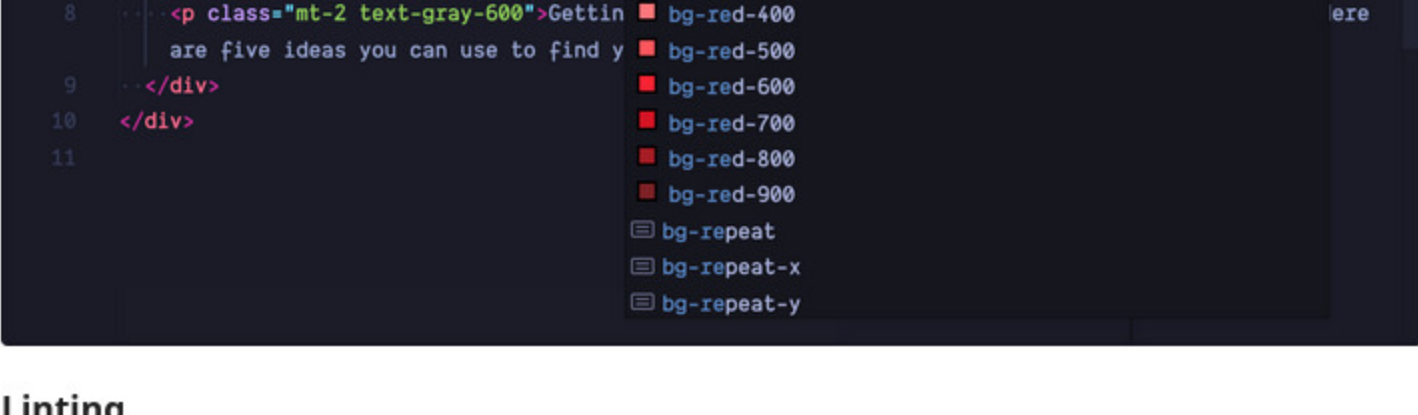 8 <p class="mt-2 text-gray-600">Gettin bg-red-400 ere
are five ideas you can use to find y bg-red-500
9 </div> bg-red-600
10 </div> bg-red-700
11 bg-red-800
bg-red-900
bg-repeat
bg-repeat-x
bg-repeat-y
Linting